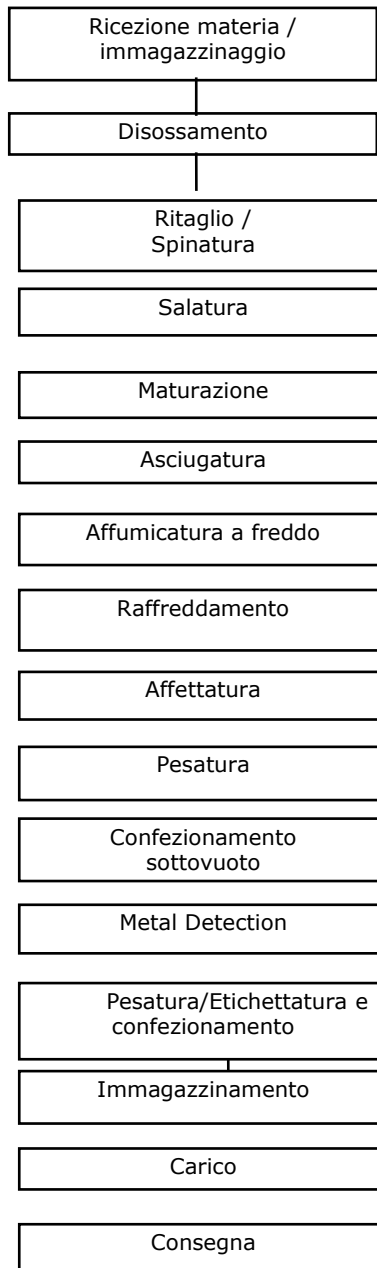 Ricezione materia /
immagazzinaggio
Disossamento
Ritaglio /
Spinatura
Salatura
Maturazione
Asciugatura
Affumicatura a freddo
Raffreddamento
Affettatura
Pesatura
Confezionamento
sottovuoto
Metal Detection
Pesatura/Etichettatura e
confezionamento
Immagazzinamento
Carico
Consegna